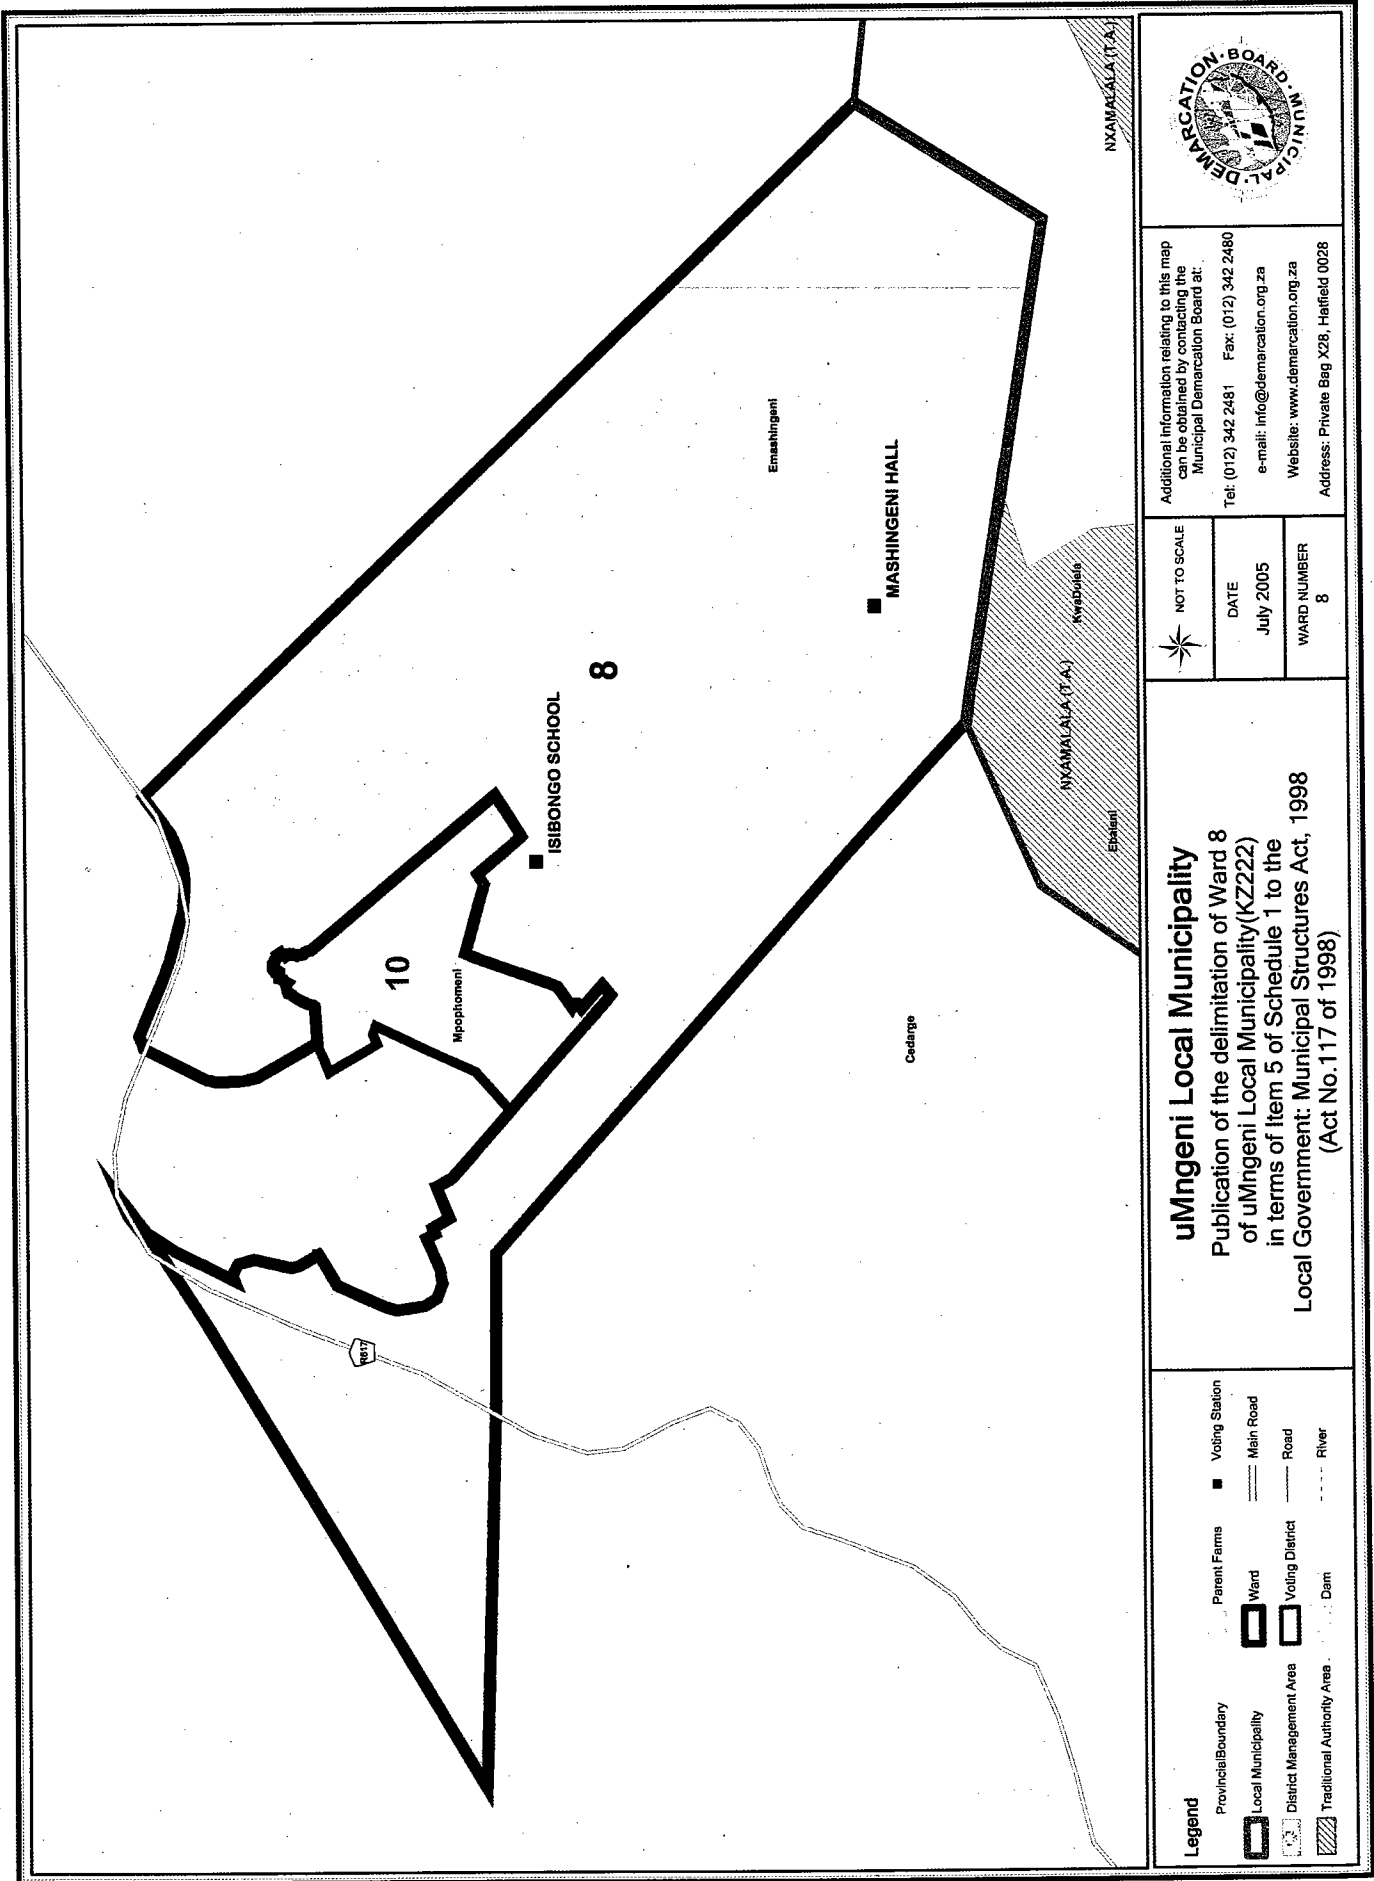 NXAMALALA (T.A.)
Emashingeni
MASHINGENI HALL
8
ISIBONGO SCHOOL
10
Mpophomeni
KwaDulela
NXAMALALA (T.A.)
Ebaleni
Cedarge
R617
Legend
ProvincialBoundary
Local Municipality
District Management Area
Traditional Authority Area
Parent Farms
Ward
Voting District
Dam
Voting Station
Main Road
Road
River
uMngeni Local Municipality
Publication of the delimitation of Ward 8
of uMngeni Local Municipality(KZ222)
in terms of Item 5 of Schedule 1 to the
Local Government: Municipal Structures Act, 1998
(Act No.117 of 1998)
NOT TO SCALE
DATE
July 2005
WARD NUMBER
8
Additional information relating to this map
can be obtained by contacting the
Municipal Demarcation Board at:
Tel: (012) 342 2481 Fax: (012) 342 2480
e-mail: info@demarcation.org.za
Website: www.demarcation.org.za
Address: Private Bag X28, Hatfield 0028
MUNICIPAL·DEMARCATION·BOARD·